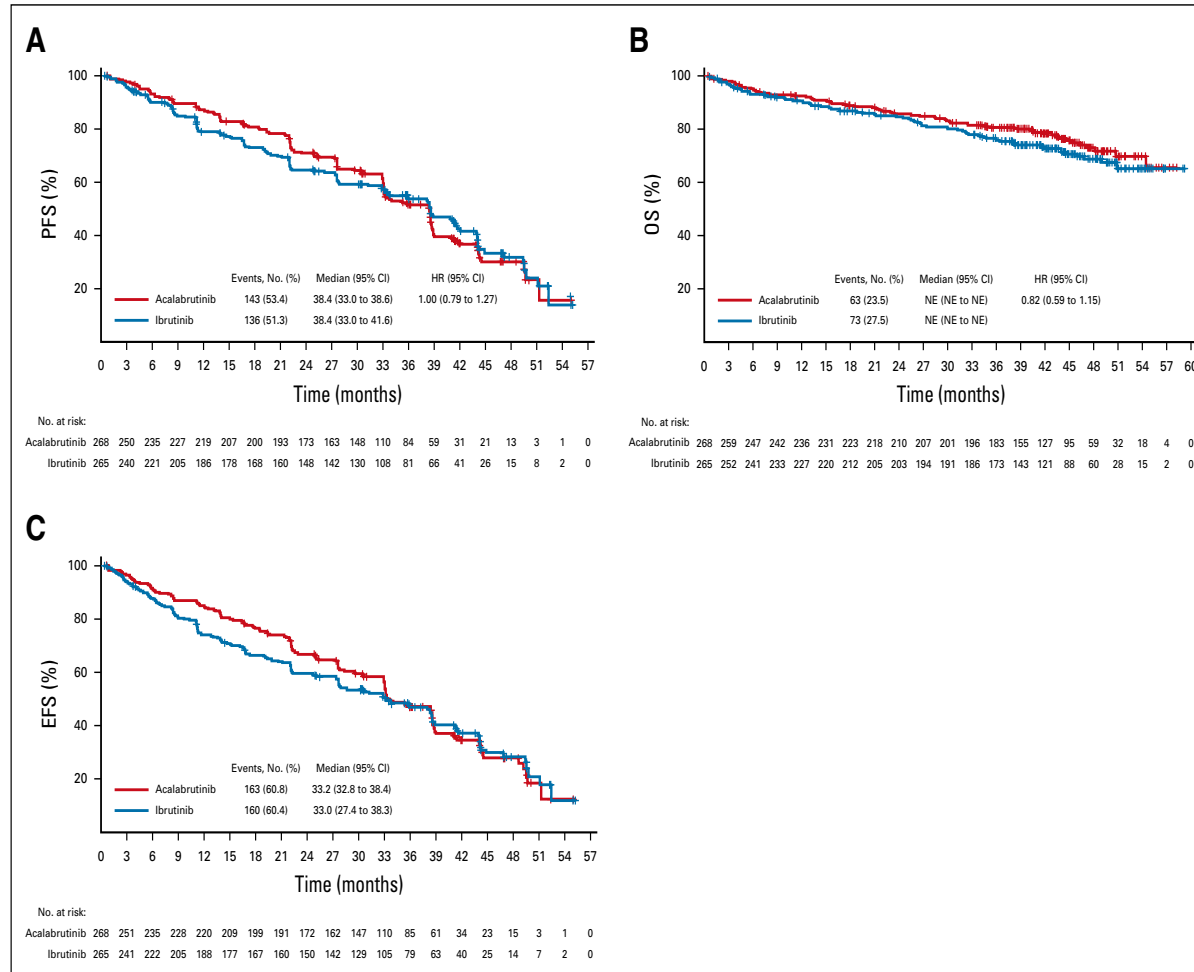 A
PFS (%)
100
80
60
40
20
Events, No. (%) Median (95% CI) HR (95% CI)
Acalabrutinib 143 (53.4) 38.4 (33.0 to 38.6) 1.00 (0.79 to 1.27)
Ibrutinib 136 (51.3) 38.4 (33.0 to 41.6)
0 3 6 9 12 15 18 21 24 27 30 33 36 39 42 45 48 51 54 57
Time (months)
No. at risk:
Acalabrutinib 268 250 235 227 219 207 200 193 173 163 148 110 84 59 31 21 13 3 1 0
Ibrutinib 265 240 221 205 186 178 168 160 148 142 130 108 81 66 41 26 15 8 2 0
B
OS (%)
100
80
60
40
20
Events, No. (%) Median (95% CI) HR (95% CI)
Acalabrutinib 63 (23.5) NE (NE to NE) 0.82 (0.59 to 1.15)
Ibrutinib 73 (27.5) NE (NE to NE)
0 3 6 9 12 15 18 21 24 27 30 33 36 39 42 45 48 51 54 57 60
Time (months)
No. at risk:
Acalabrutinib 268 259 247 242 236 231 223 218 210 207 201 196 183 155 127 95 59 32 18 4 0
Ibrutinib 265 252 241 233 227 220 212 205 203 194 191 186 173 143 121 88 60 28 15 2 0
C
EFS (%)
100
80
60
40
20
Events, No. (%) Median (95% CI)
Acalabrutinib 163 (60.8) 33.2 (32.8 to 38.4)
Ibrutinib 160 (60.4) 33.0 (27.4 to 38.3)
0 3 6 9 12 15 18 21 24 27 30 33 36 39 42 45 48 51 54 57
Time (months)
No. at risk:
Acalabrutinib 268 251 235 228 220 209 199 191 172 162 147 110 85 61 34 23 15 3 1 0
Ibrutinib 265 241 222 205 188 177 167 160 150 142 129 105 79 63 40 25 14 7 2 0